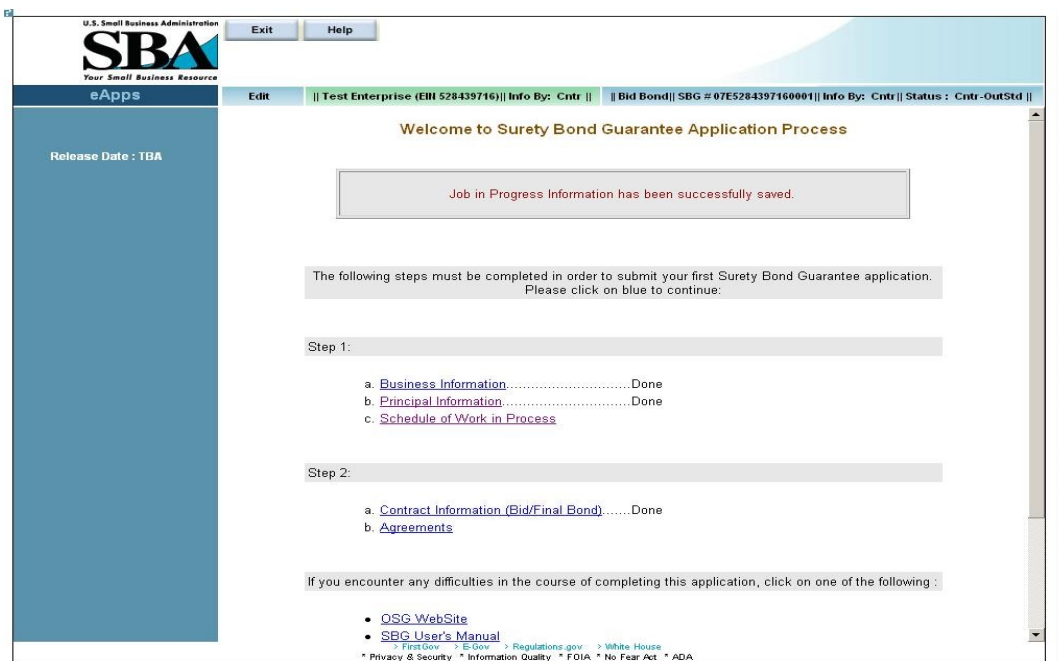 U.S. Small Business Administration
SBA
Your Small Business Resource
Exit
Help
eApps
Edit
|| Test Enterprise (EIN 528439716)|| Info By: Cntr ||
|| Bid Bond|| SBG # 07E5284397160001|| Info By: Cntr|| Status : Cntr-OutStd ||
Release Date : TBA
Welcome to Surety Bond Guarantee Application Process
Job in Progress Information has been successfully saved.
The following steps must be completed in order to submit your first Surety Bond Guarantee application.
Please click on blue to continue:
Step 1:
a. Business Information..............................Done
b. Principal Information...............................Done
c. Schedule of Work in Process
Step 2:
a. Contract Information (Bid/Final Bond).......Done
b. Agreements
If you encounter any difficulties in the course of completing this application, click on one of the following :
• OSG WebSite
• SBG User's Manual
> FirstGov > E-Gov > Regulations.gov > White House
* Privacy & Security * Information Quality * FOIA * No Fear Act * ADA